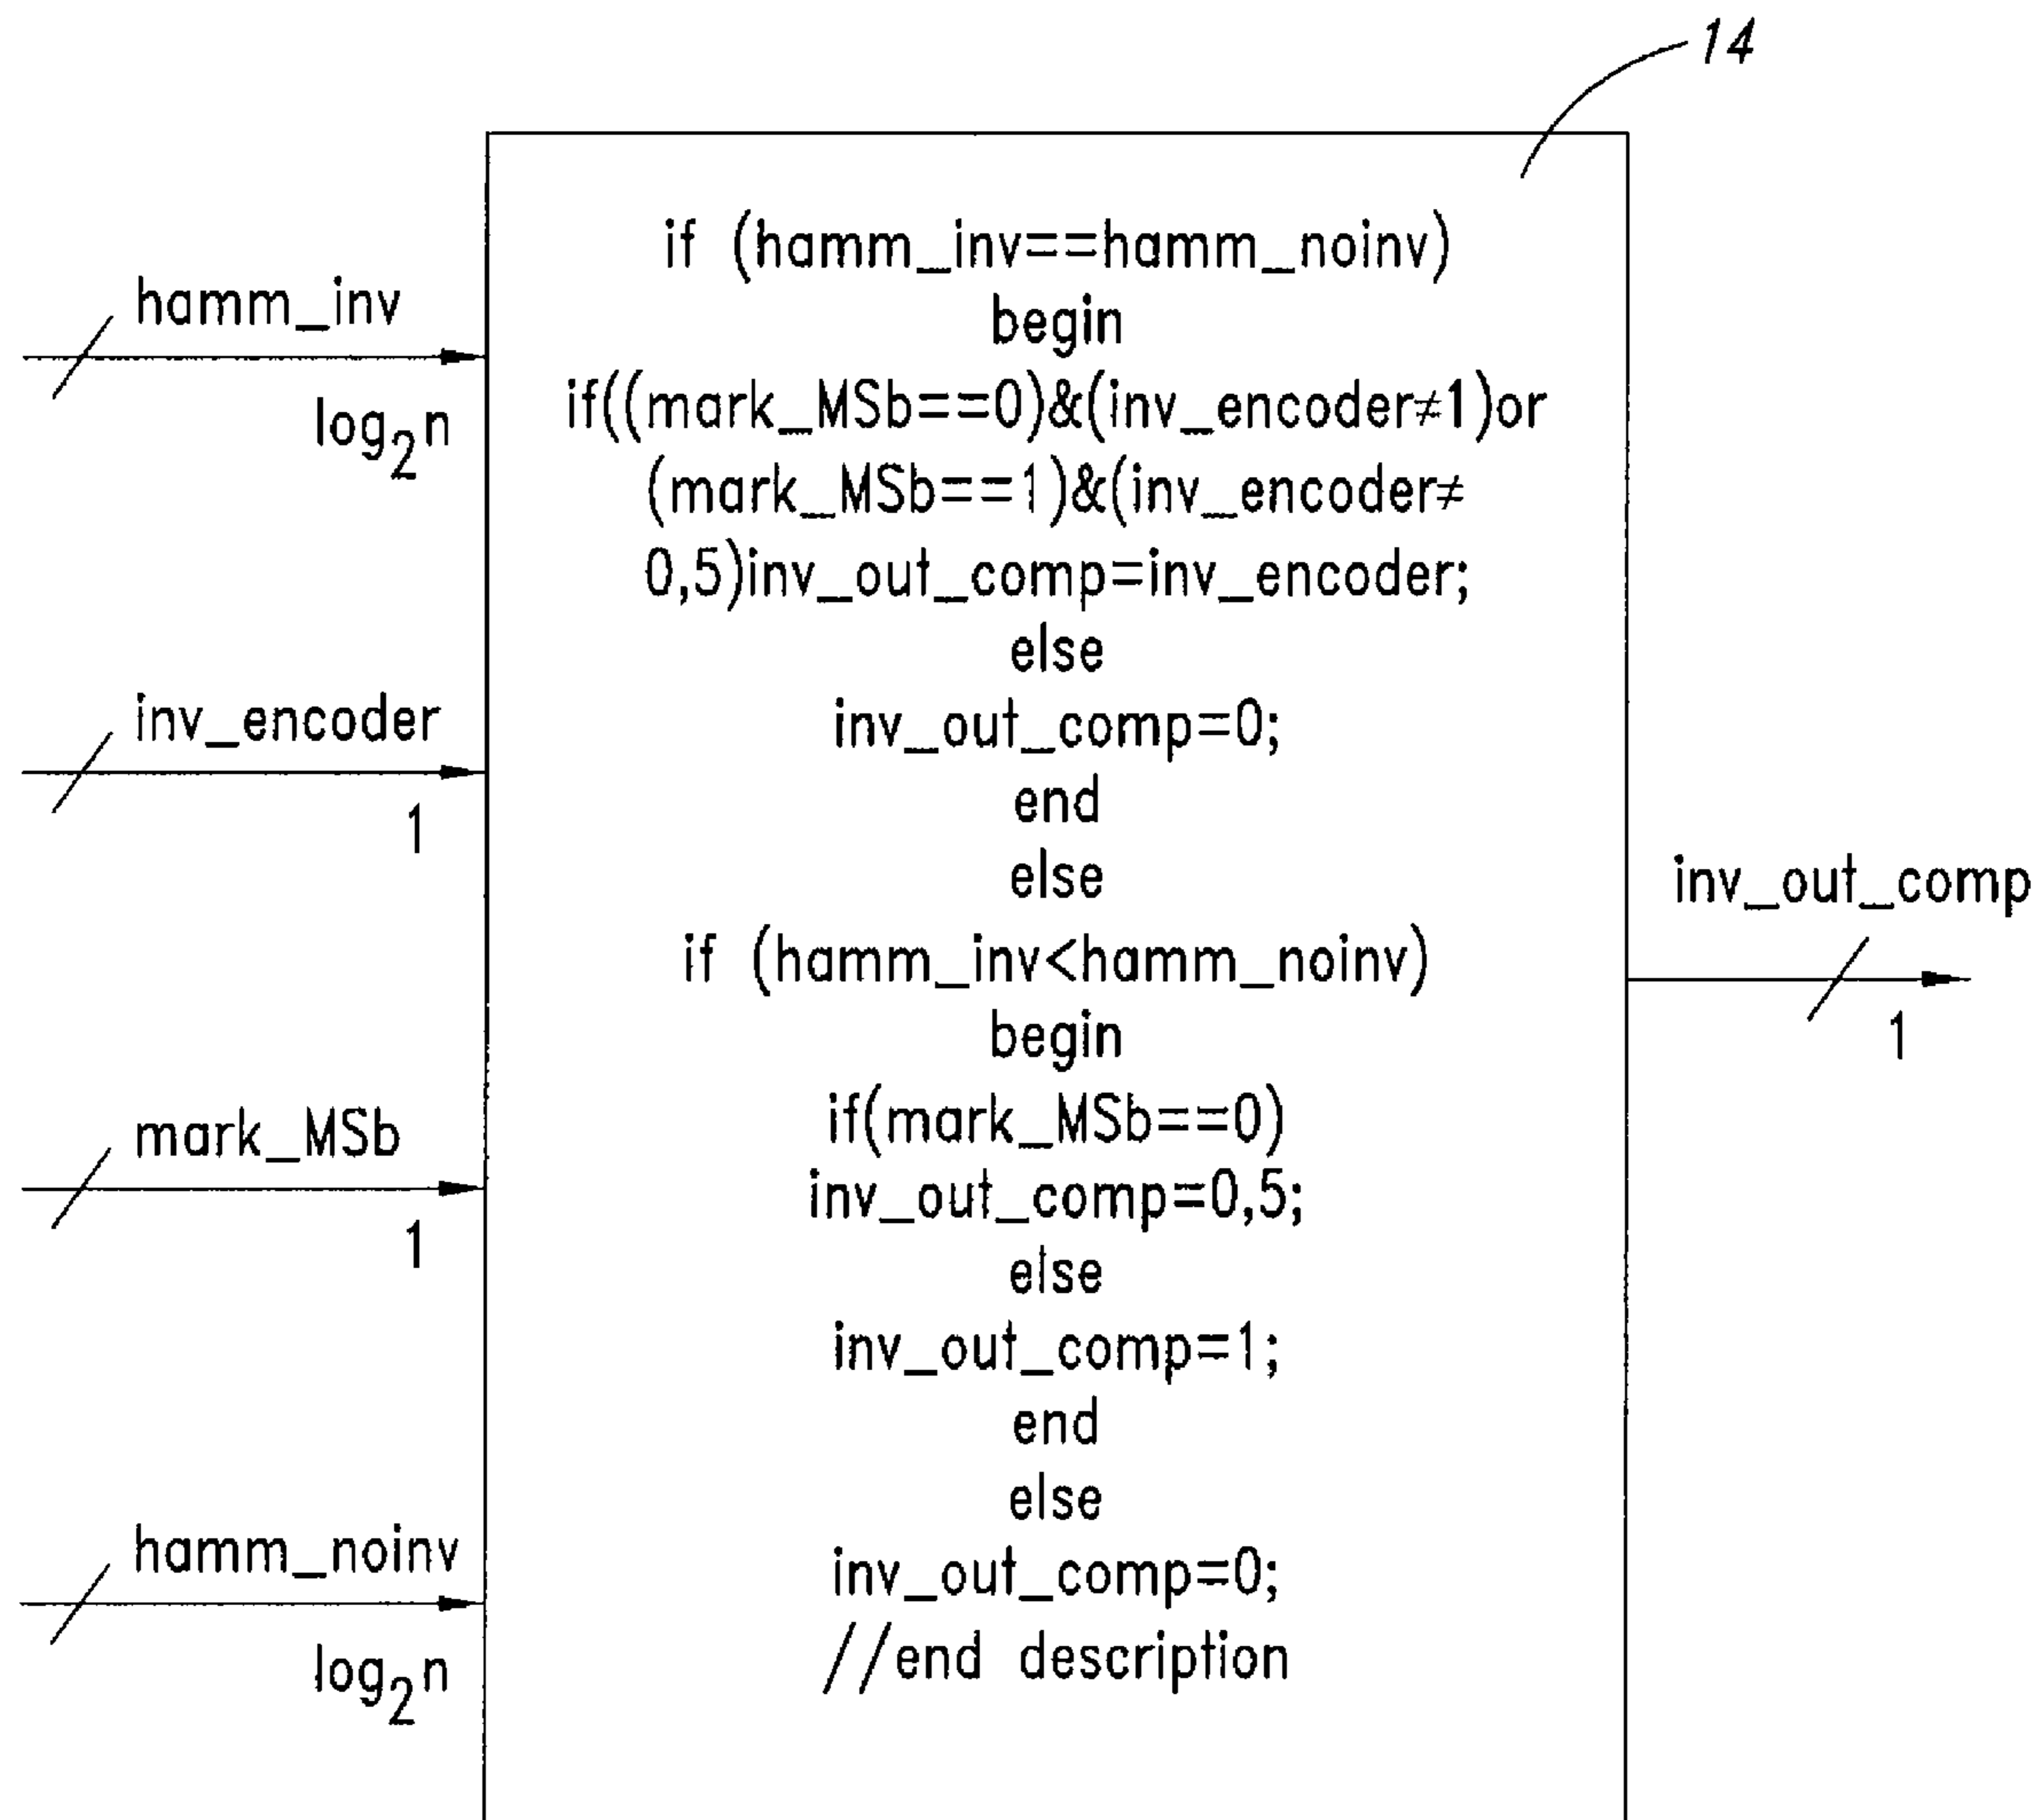 14
if (hamm_inv==hamm_noinv)
begin
if((mark_MSb==0)&(inv_encoder≠1)or
(mark_MSb==1)&(inv_encoder≠
0,5)inv_out_comp=inv_encoder;
else
inv_out_comp=0;
end
else
if (hamm_inv<hamm_noinv)
begin
if(mark_MSb==0)
inv_out_comp=0,5;
else
inv_out_comp=1;
end
else
inv_out_comp=0;
//end description
hamm_inv
log₂n
inv_encoder
1
mark_MSb
1
hamm_noinv
log₂n
inv_out_comp
1